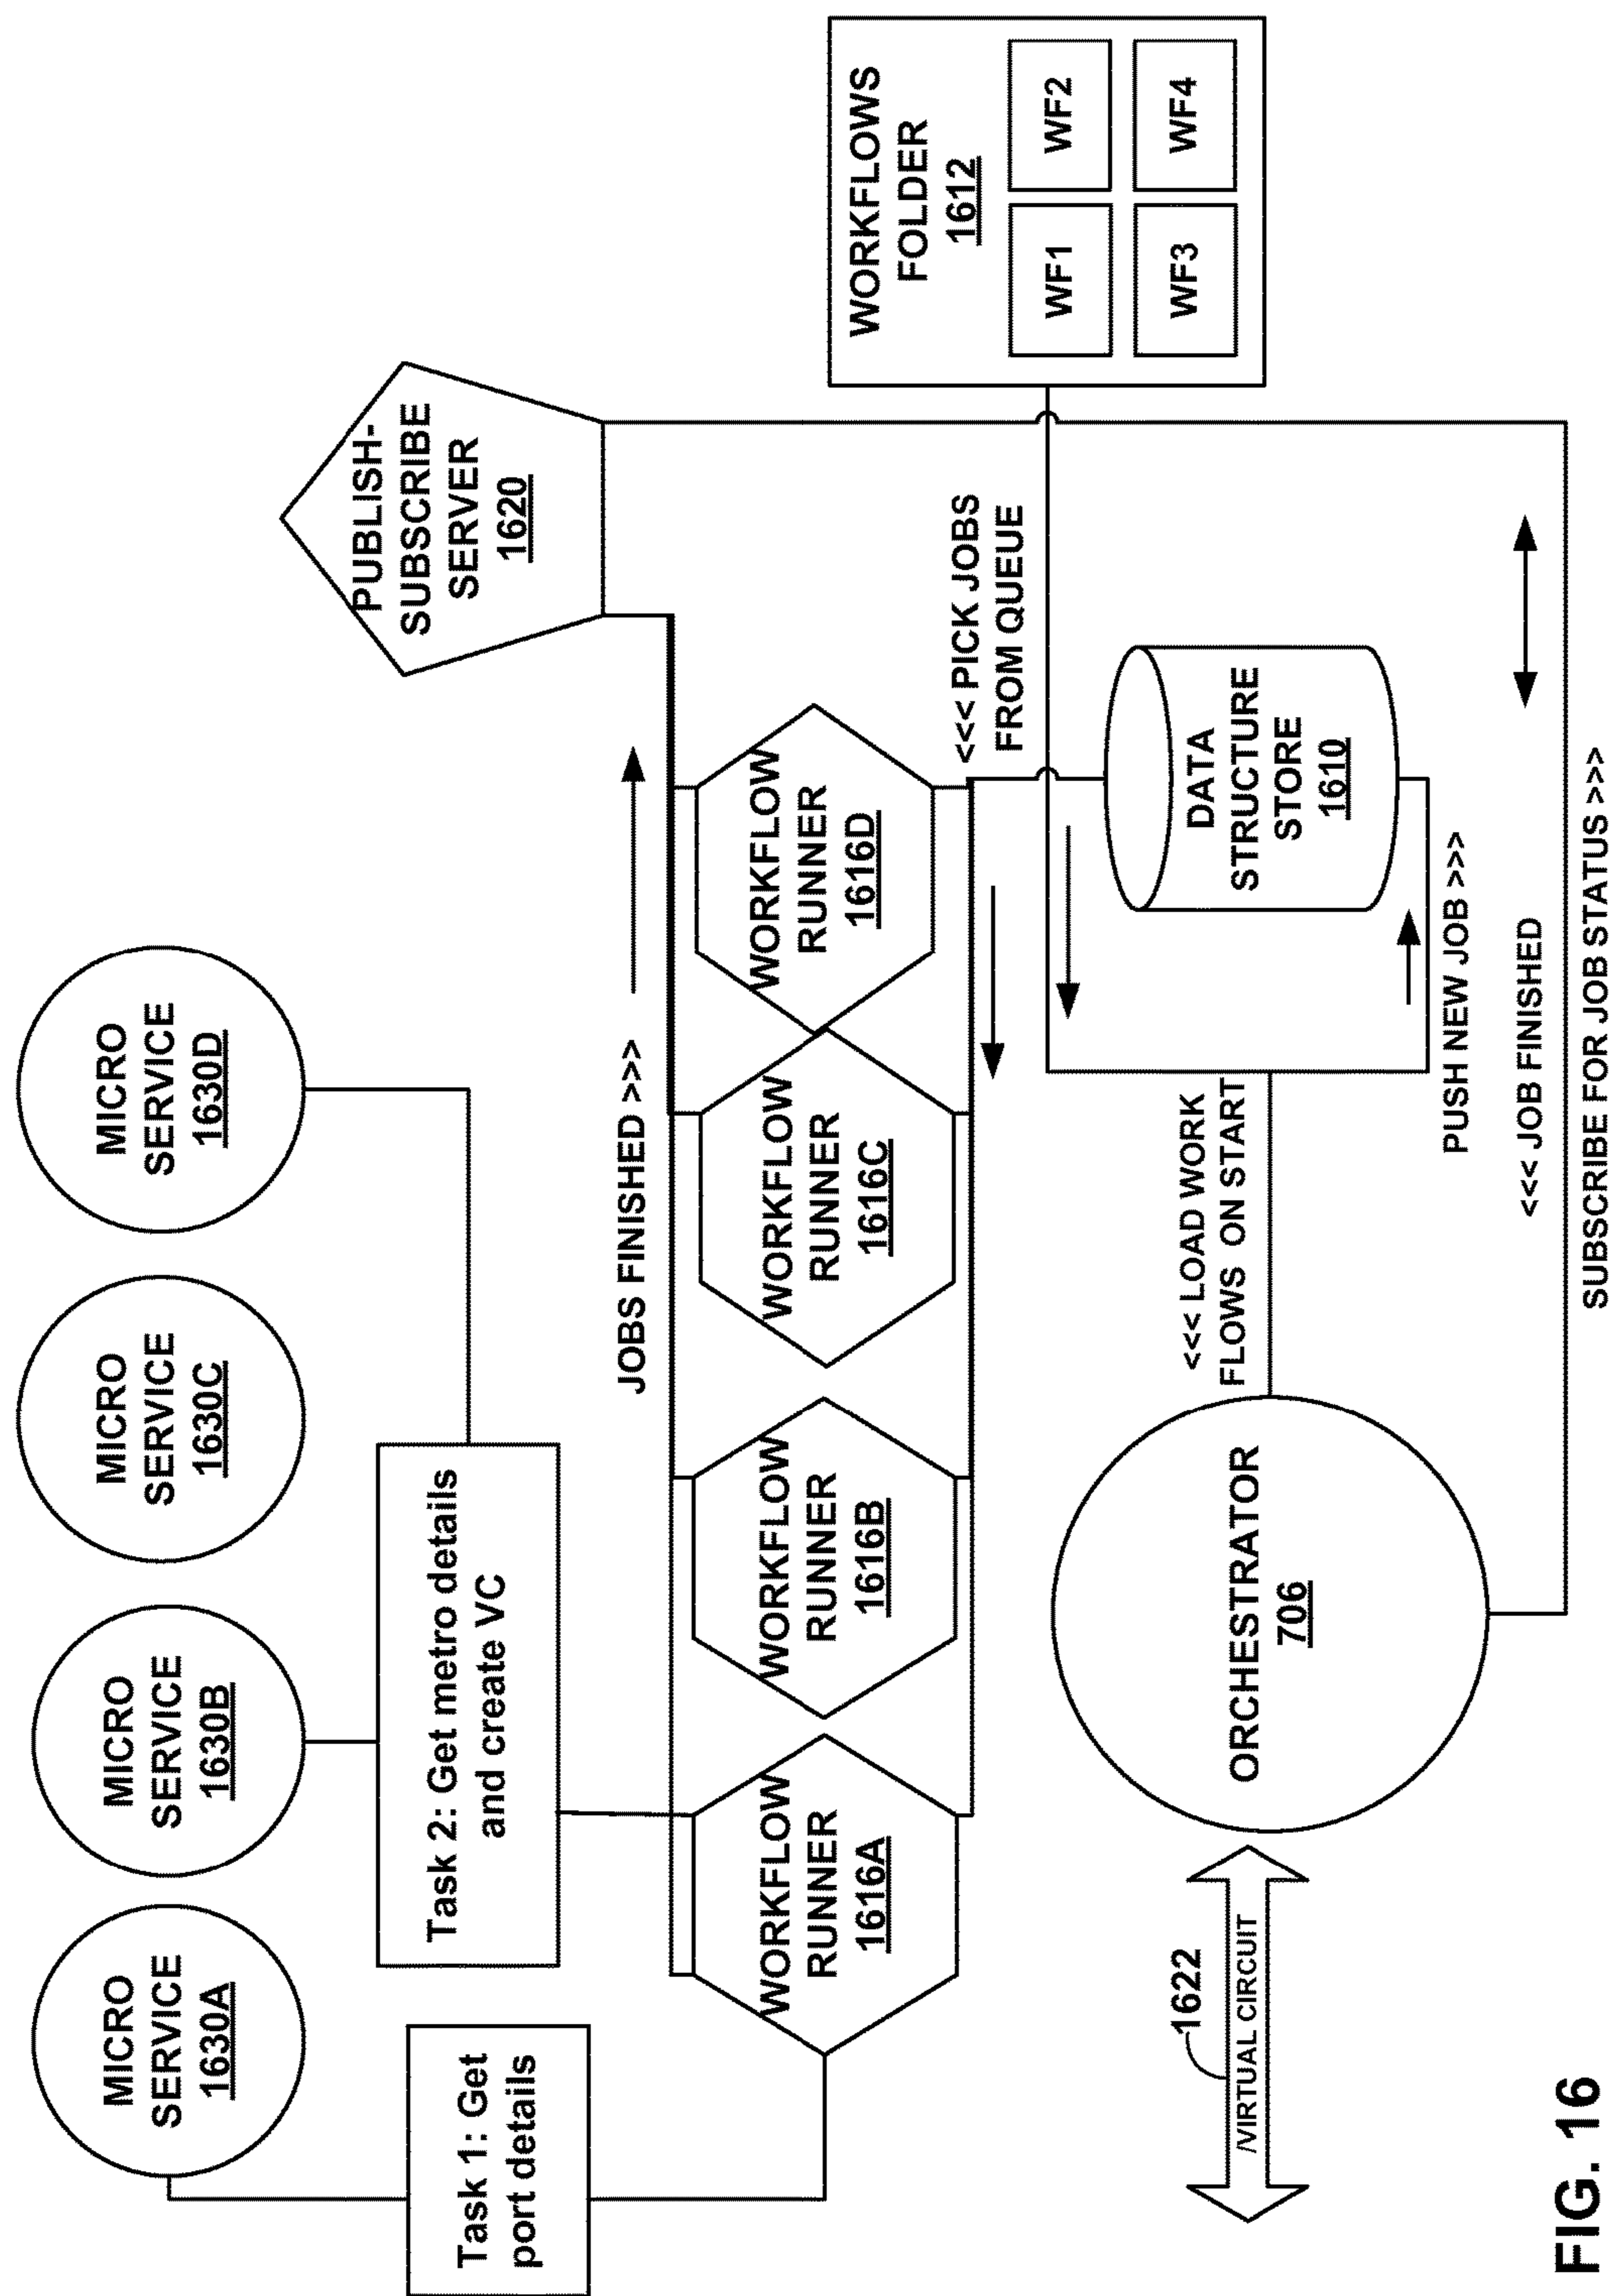 MICRO
SERVICE
1630A
MICRO
SERVICE
1630B
MICRO
SERVICE
1630C
MICRO
SERVICE
1630D
Task 1: Get
port details
Task 2: Get metro details
and create VC
JOBS FINISHED >>>
PUBLISH-
SUBSCRIBE
SERVER
1620
WORKFLOW
RUNNER
1616A
WORKFLOW
RUNNER
1616B
WORKFLOW
RUNNER
1616C
WORKFLOW
RUNNER
1616D
<<< PICK JOBS
FROM QUEUE
WORKFLOWS
FOLDER
1612
WF1
WF2
WF3
WF4
1622
/VIRTUAL CIRCUIT
ORCHESTRATOR
706
<<< LOAD WORK
FLOWS ON START
DATA
STRUCTURE
STORE
1610
PUSH NEW JOB >>>
<<< JOB FINISHED
SUBSCRIBE FOR JOB STATUS >>>
FIG. 16